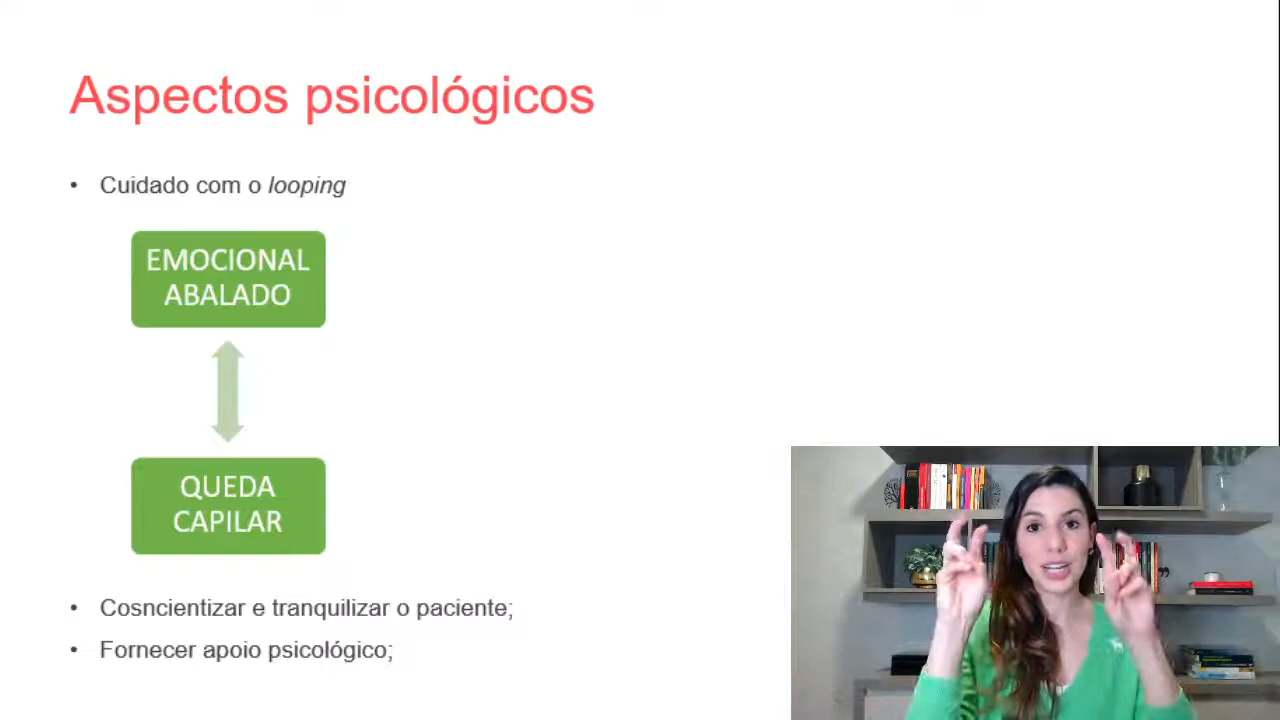 Aspectos psicológicos
• Cuidado com o looping
EMOCIONAL
ABALADO
QUEDA
CAPILAR
• Cosncientizar e tranquilizar o paciente;
• Fornecer apoio psicológico;